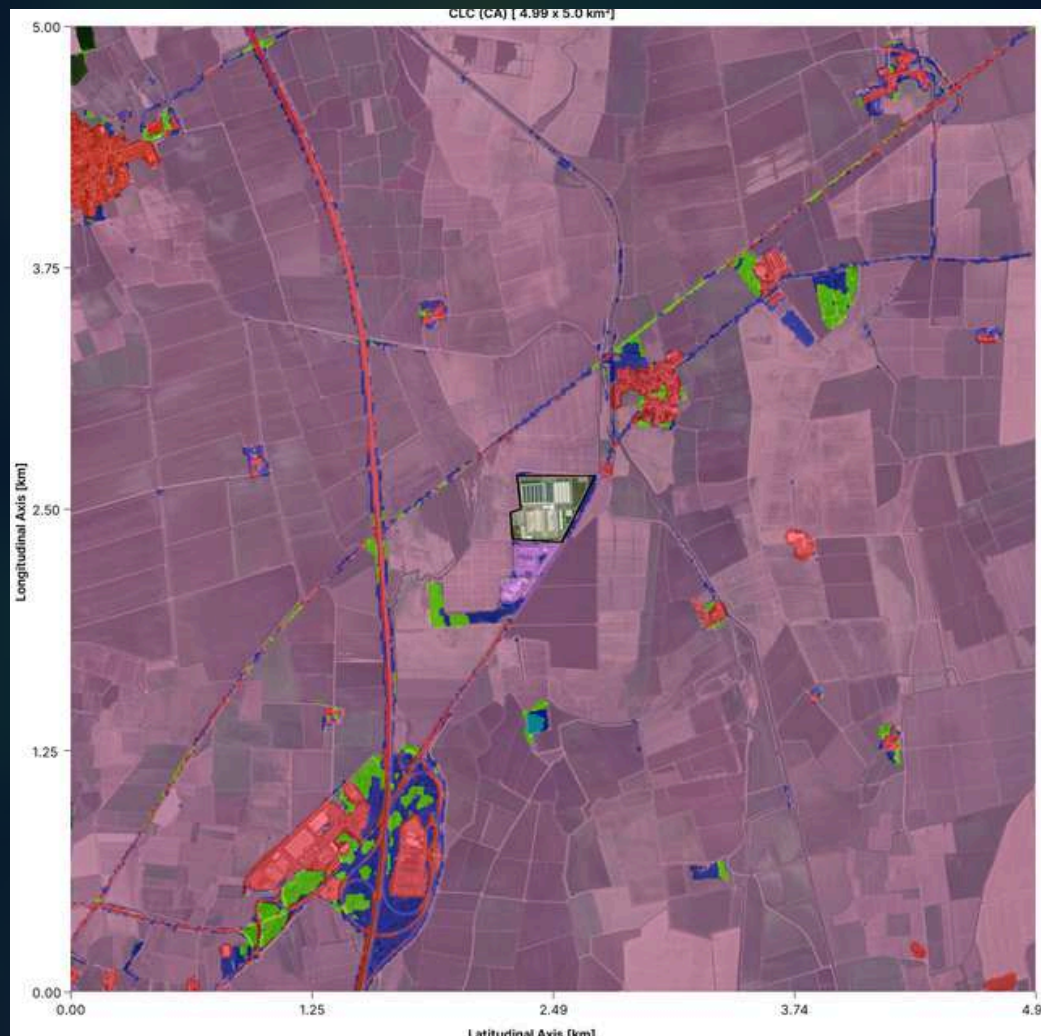 CLC (CA) [ 4.99 x 5.0 km²]
5.00
3.75
Longitudinal Axis [km]
2.50
1.25
0.00
0.00 1.25 2.49 3.74 4.9
Latitudinal Axis [km]